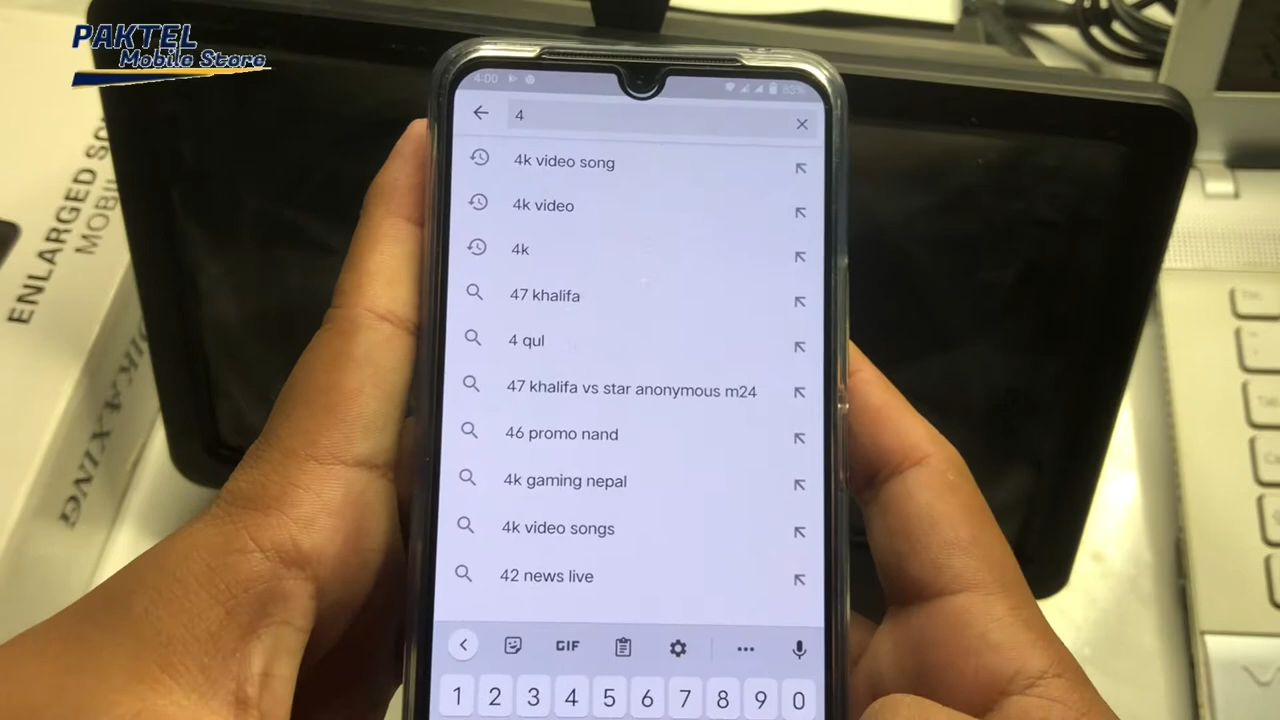 PAKTEL
Mobile Store
4:00
83%
4
4k video song
4k video
4k
47 khalifa
4 qul
47 khalifa vs star anonymous m24
46 promo nand
4k gaming nepal
4k video songs
42 news live
GIF
1 2 3 4 5 6 7 8 9 0
ENLARGED